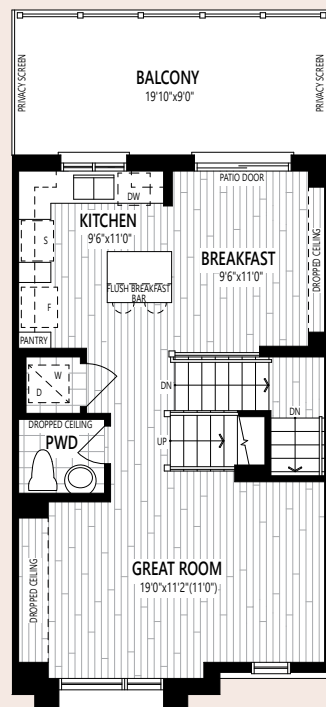 PRIVACY SCREEN
BALCONY
19'10"x9'0"
PRIVACY SCREEN
DW
PATIO DOOR
KITCHEN
9'6"x11'0"
S
BREAKFAST
9'6"x11'0"
DROPPED CEILING
FLUSH BREAKFAST
BAR
F
PANTRY
W
D
DN
DROPPED CEILING
PWD
UP
DN
DROPPED CEILING
GREAT ROOM
19'0"x11'2"(11'0")